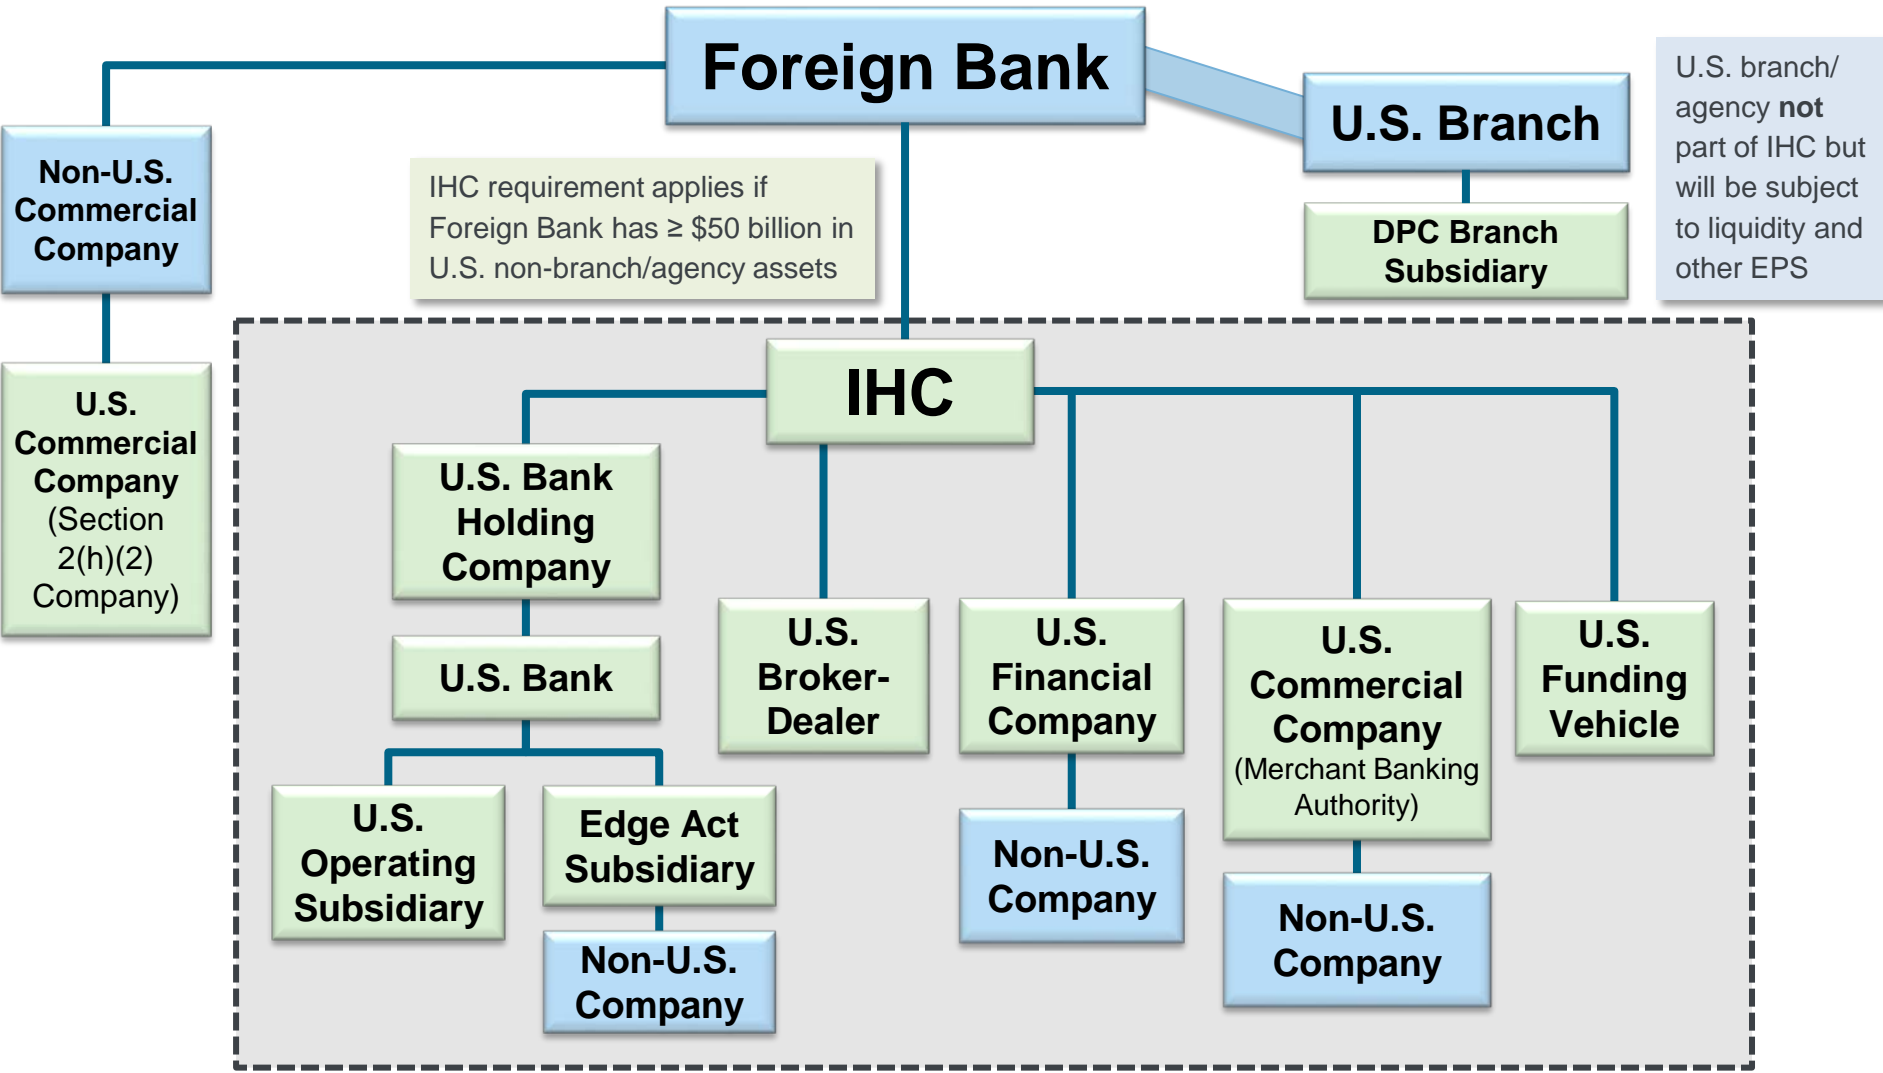 Foreign Bank
U.S. Branch
U.S. branch/
agency not
part of IHC but
will be subject
to liquidity and
other EPS
Non-U.S.
Commercial
Company
IHC requirement applies if
Foreign Bank has ≥ $50 billion in
U.S. non-branch/agency assets
DPC Branch
Subsidiary
U.S.
Commercial
Company
(Section
2(h)(2)
Company)
IHC
U.S. Bank
Holding
Company
U.S. Bank
U.S.
Broker-
Dealer
U.S.
Financial
Company
U.S.
Commercial
Company
(Merchant Banking
Authority)
U.S.
Funding
Vehicle
U.S.
Operating
Subsidiary
Edge Act
Subsidiary
Non-U.S.
Company
Non-U.S.
Company
Non-U.S.
Company